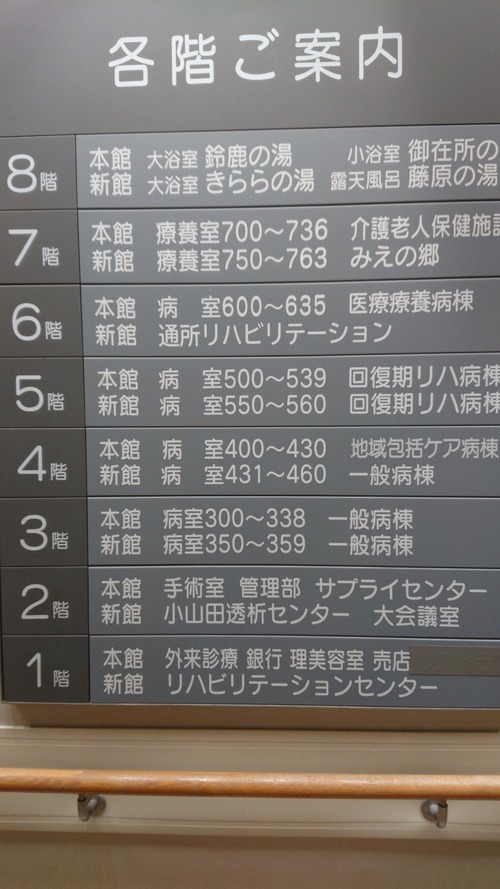 各階ご案内
8階 本館 大浴室 鈴鹿の湯 小浴室 御在所の
新館 大浴室 きららの湯 露天風呂 藤原の湯
7階 本館 療養室700〜736 介護老人保健施設
新館 療養室750〜763 みえの郷
6階 本館 病 室600〜635 医療療養病棟
新館 通所リハビリテーション
5階 本館 病 室500〜539 回復期リハ病棟
新館 病 室550〜560 回復期リハ病棟
4階 本館 病 室400〜430 地域包括ケア病棟
新館 病 室431〜460 一般病棟
3階 本館 病室300〜338 一般病棟
新館 病室350〜359 一般病棟
2階 本館 手術室 管理部 サプライセンター
新館 小山田透析センター 大会議室
1階 本館 外来診療 銀行 理美容室 売店
新館 リハビリテーションセンター